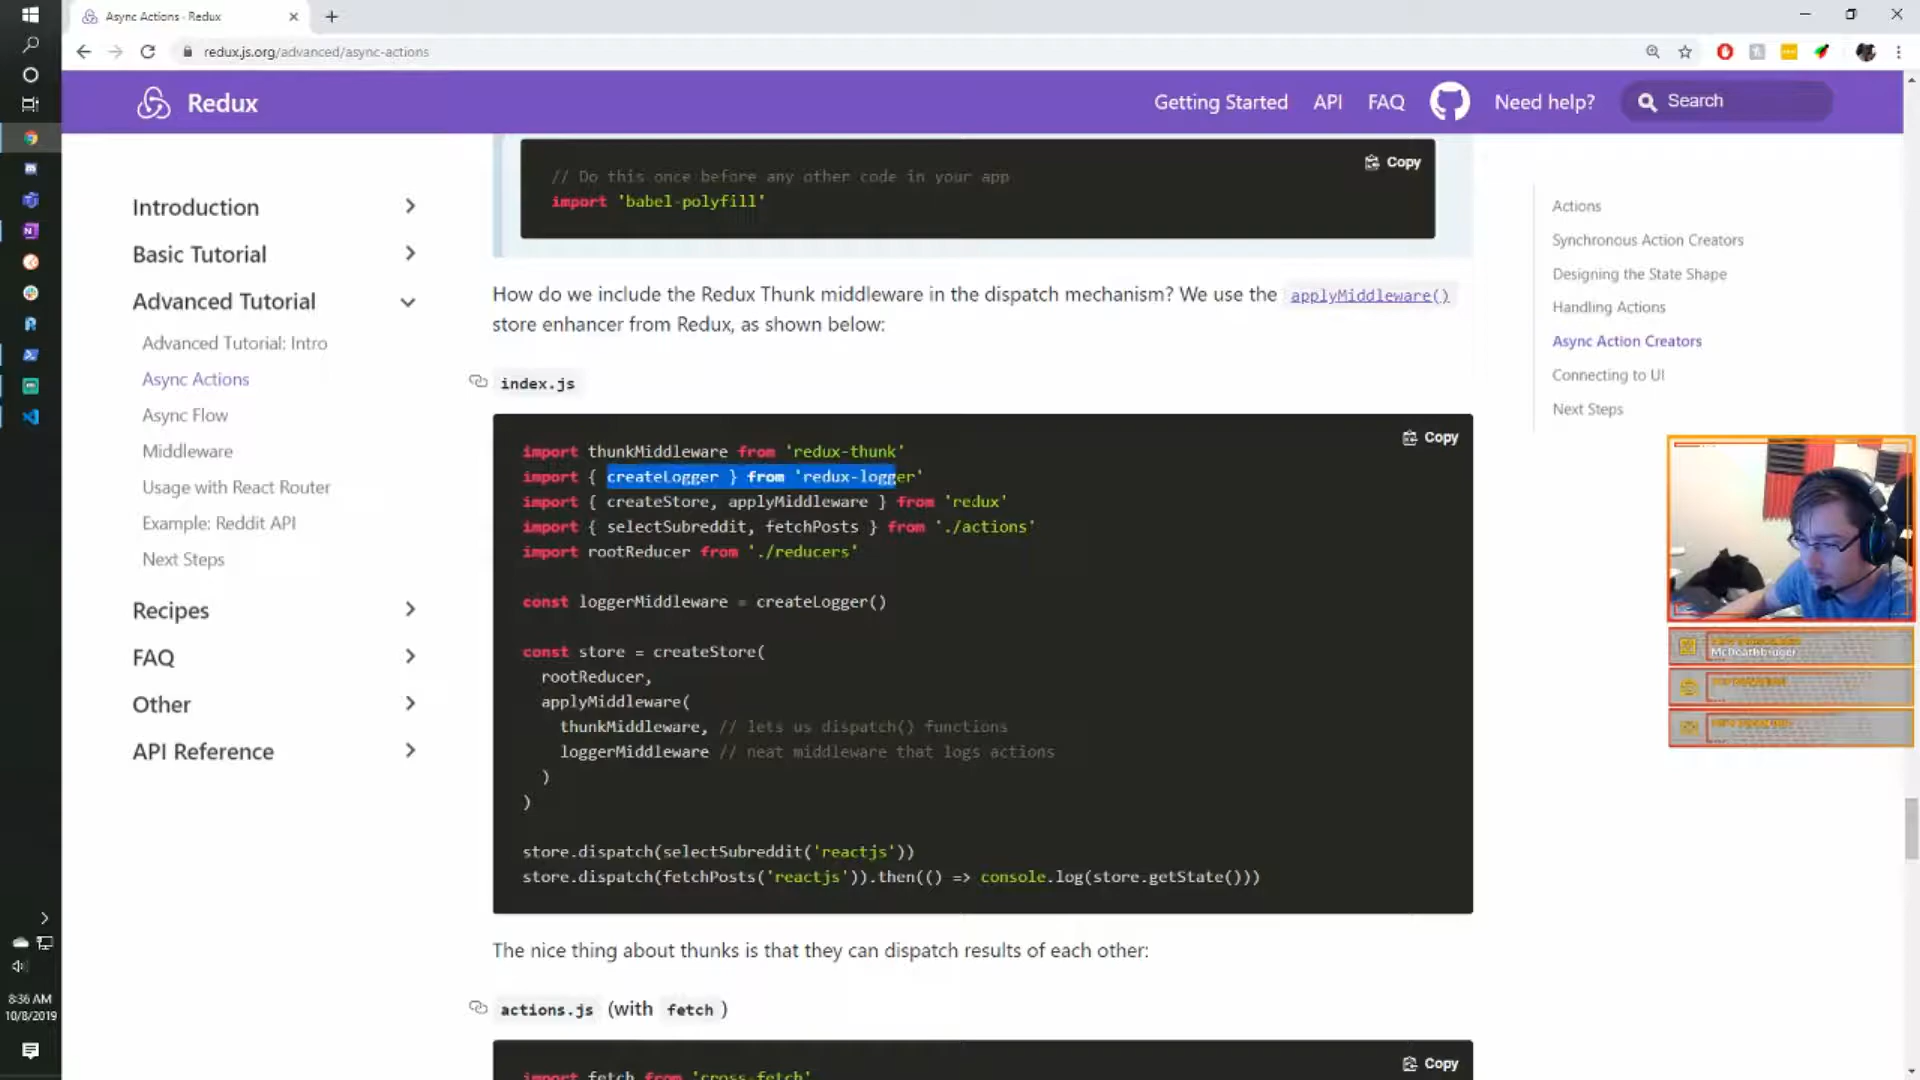 Async Actions · Redux
redux.js.org/advanced/async-actions
Redux
Getting Started
API
FAQ
Need help?
Search
Introduction
Basic Tutorial
Advanced Tutorial
Advanced Tutorial: Intro
Async Actions
Async Flow
Middleware
Usage with React Router
Example: Reddit API
Next Steps
Recipes
FAQ
Other
API Reference
// Do this once before any other code in your app
import 'babel-polyfill'
Copy
How do we include the Redux Thunk middleware in the dispatch mechanism? We use the applyMiddleware()
store enhancer from Redux, as shown below:
index.js
Copy
import thunkMiddleware from 'redux-thunk'
import { createLogger } from 'redux-logger'
import { createStore, applyMiddleware } from 'redux'
import { selectSubreddit, fetchPosts } from './actions'
import rootReducer from './reducers'
const loggerMiddleware = createLogger()
const store = createStore(
rootReducer,
applyMiddleware(
thunkMiddleware, // lets us dispatch() functions
loggerMiddleware // neat middleware that logs actions
)
)
store.dispatch(selectSubreddit('reactjs'))
store.dispatch(fetchPosts('reactjs')).then(() => console.log(store.getState()))
The nice thing about thunks is that they can dispatch results of each other:
actions.js (with fetch )
Copy
import fetch from 'cross-fetch'
Actions
Synchronous Action Creators
Designing the State Shape
Handling Actions
Async Action Creators
Connecting to UI
Next Steps
8:36 AM
10/8/2019